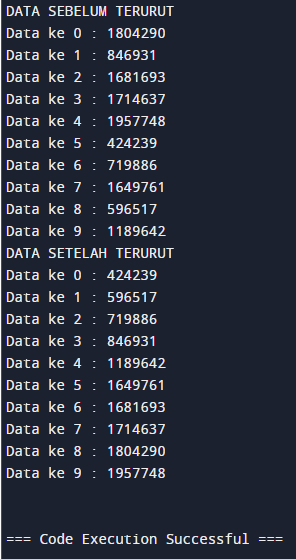 DATA SEBELUM TERURUT
Data ke 0 : 1804290
Data ke 1 : 846931
Data ke 2 : 1681693
Data ke 3 : 1714637
Data ke 4 : 1957748
Data ke 5 : 424239
Data ke 6 : 719886
Data ke 7 : 1649761
Data ke 8 : 596517
Data ke 9 : 1189642
DATA SETELAH TERURUT
Data ke 0 : 424239
Data ke 1 : 596517
Data ke 2 : 719886
Data ke 3 : 846931
Data ke 4 : 1189642
Data ke 5 : 1649761
Data ke 6 : 1681693
Data ke 7 : 1714637
Data ke 8 : 1804290
Data ke 9 : 1957748
=== Code Execution Successful ===